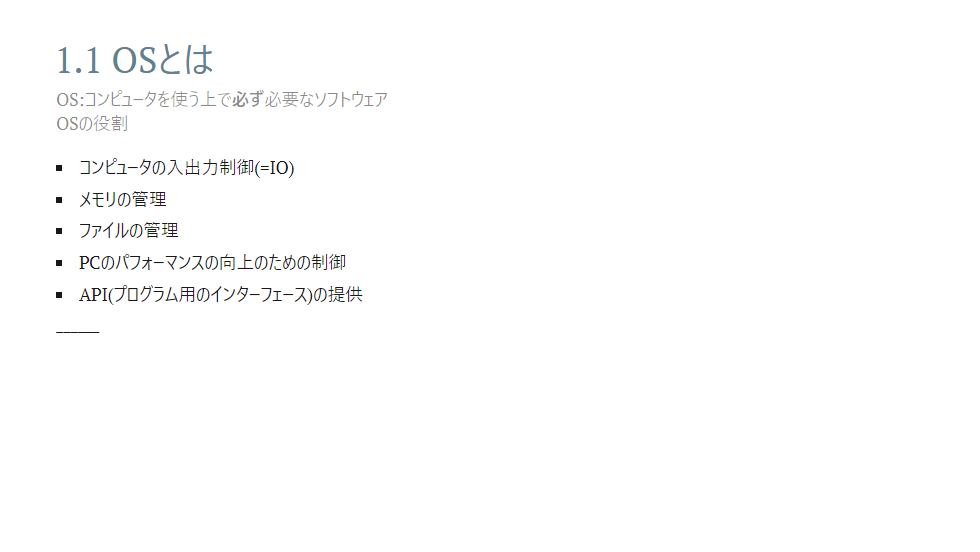 1.1 OSとは
OS:コンピュータを使う上で必ず必要なソフトウェア
OSの役割
▪ コンピュータの入出力制御(=IO)
▪ メモリの管理
▪ ファイルの管理
▪ PCのパフォーマンスの向上のための制御
▪ API(プログラム用のインターフェース)の提供
______